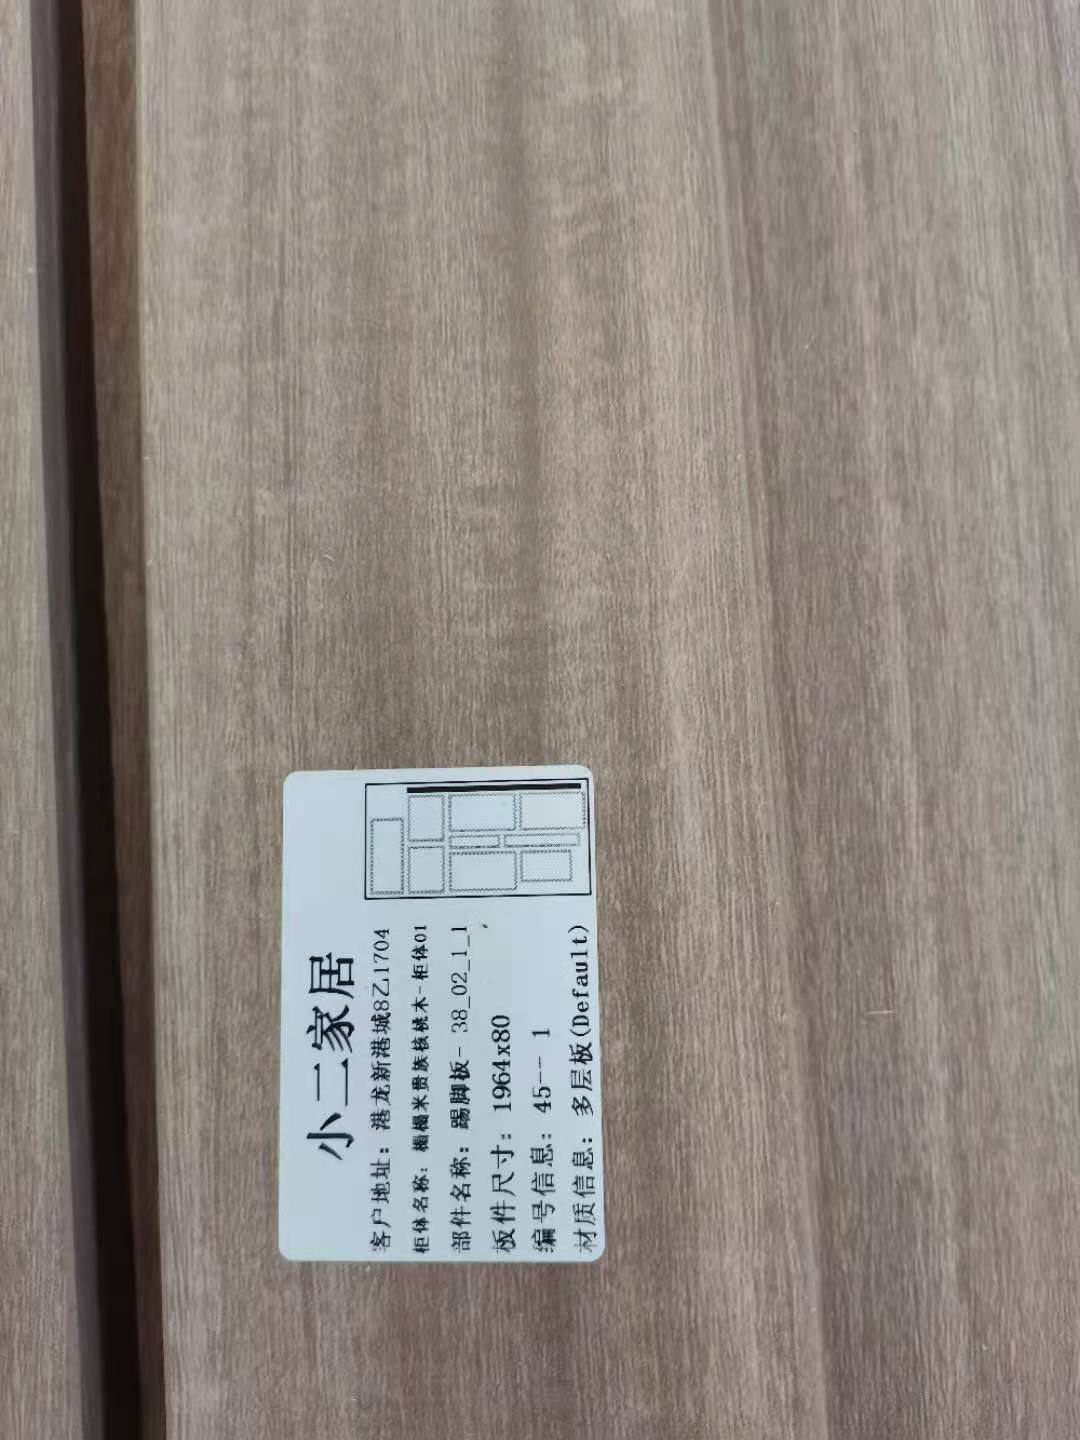 小二家居
客户地址：港龙新港城8乙1704
柜体名称：榻榻米贵族核桃木-柜体01
部件名称：踢脚板- 38_02_1_1
板件尺寸：1964x80
编号信息：45-- 1
材质信息：多层板(Default)